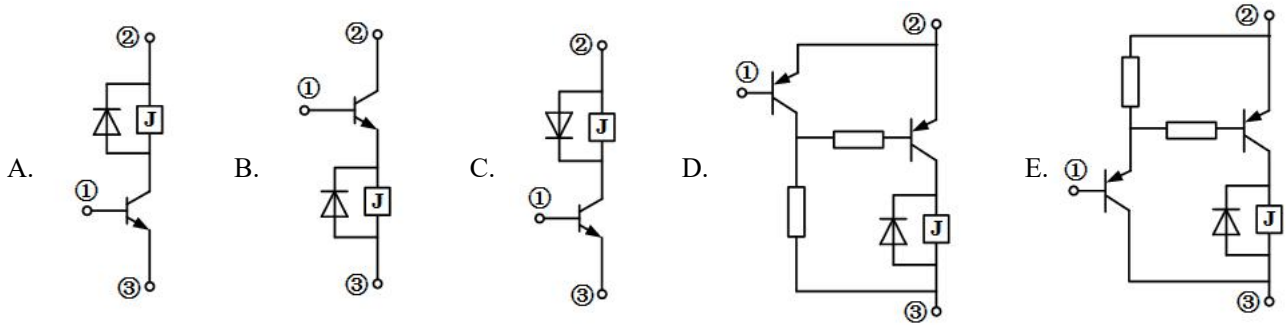 A. ① ② ③ J
B. ① ② ③ J
C. ① ② ③ J
D. ① ② ③ J
E. ① ② ③ J